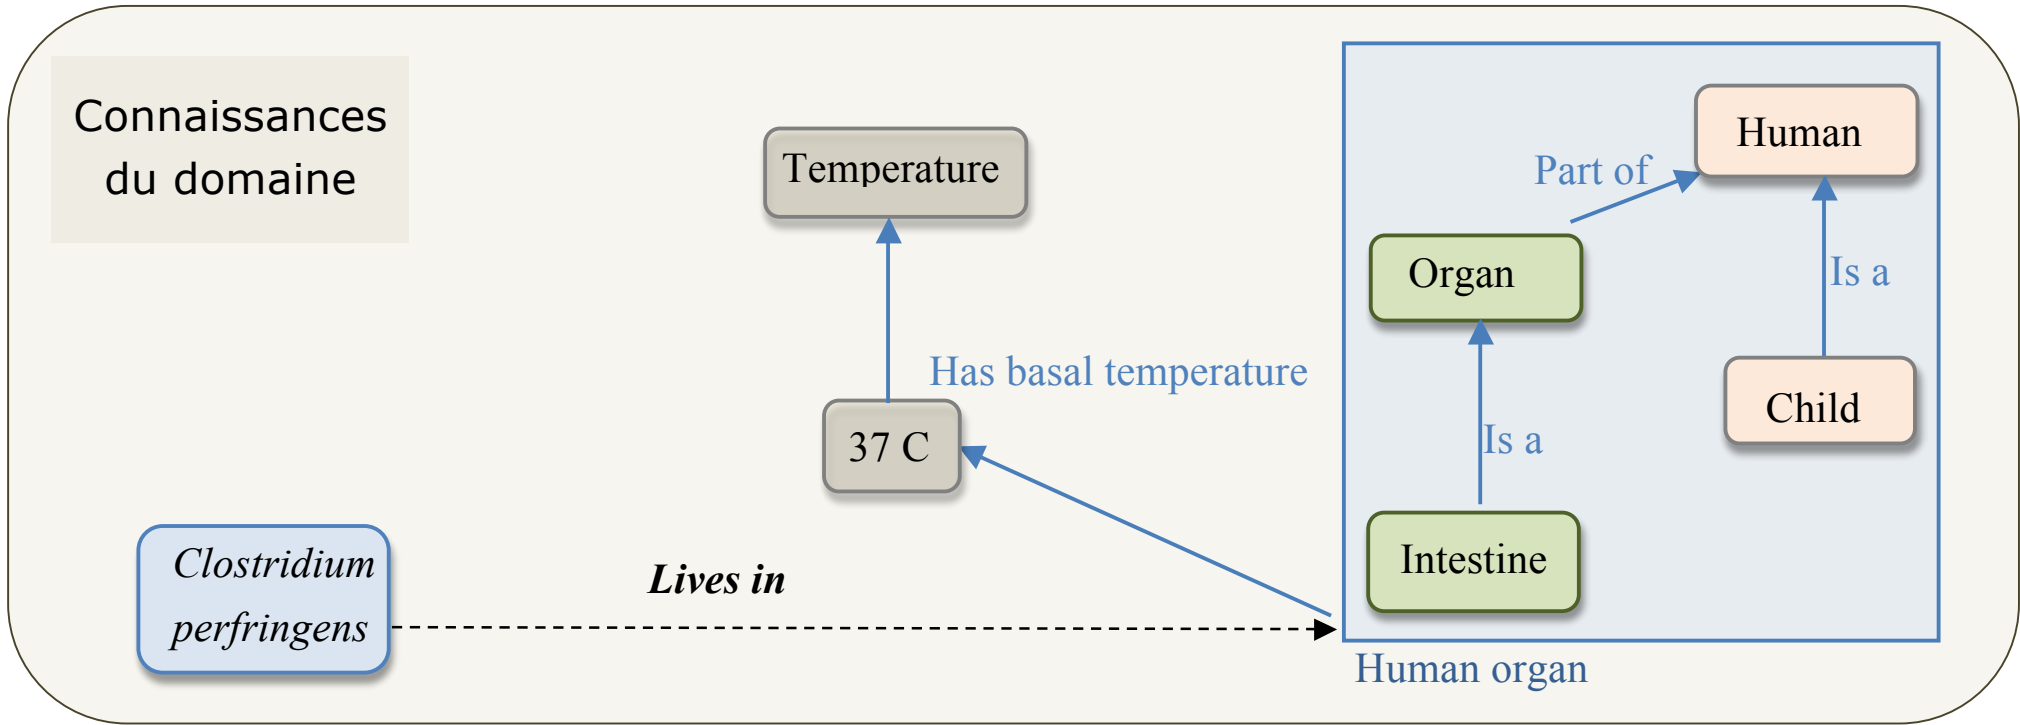 Connaissances
du domaine
Temperature
Human
Part of
Organ
Is a
Has basal temperature
Child
37 C
Is a
Clostridium
perfringens
Lives in
Intestine
Human organ